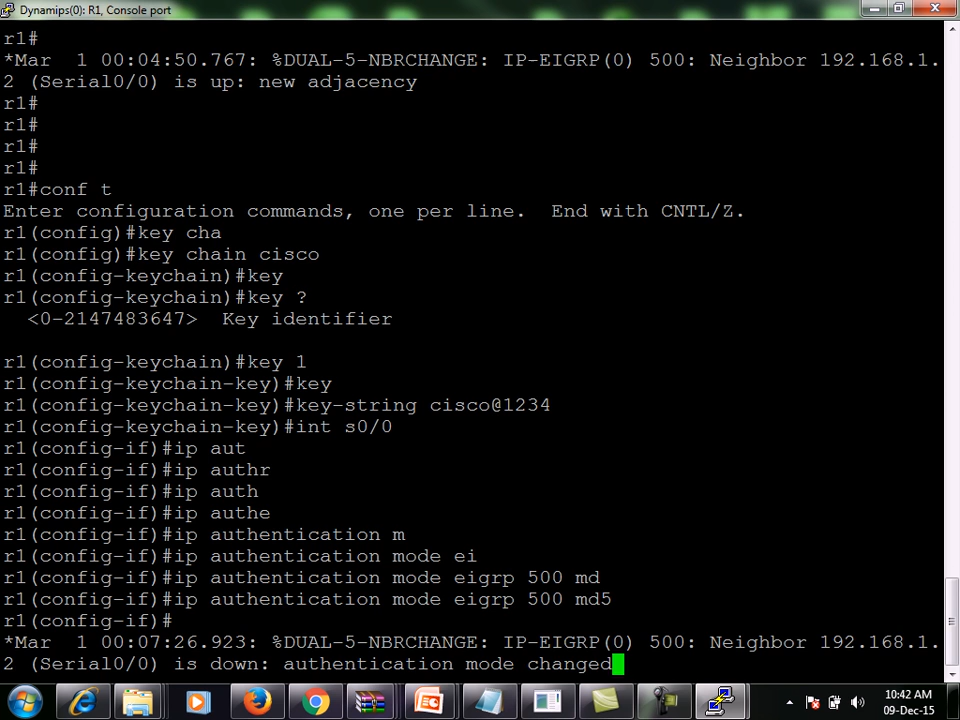 Dynamips(0): R1, Console port
r1#
*Mar  1 00:04:50.767: %DUAL-5-NBRCHANGE: IP-EIGRP(0) 500: Neighbor 192.168.1.
2 (Serial0/0) is up: new adjacency
r1#
r1#
r1#
r1#
r1#conf t
Enter configuration commands, one per line.  End with CNTL/Z.
r1(config)#key cha
r1(config)#key chain cisco
r1(config-keychain)#key
r1(config-keychain)#key ?
  <0-2147483647>  Key identifier
r1(config-keychain)#key 1
r1(config-keychain-key)#key
r1(config-keychain-key)#key-string cisco@1234
r1(config-keychain-key)#int s0/0
r1(config-if)#ip aut
r1(config-if)#ip authr
r1(config-if)#ip auth
r1(config-if)#ip authe
r1(config-if)#ip authentication m
r1(config-if)#ip authentication mode ei
r1(config-if)#ip authentication mode eigrp 500 md
r1(config-if)#ip authentication mode eigrp 500 md5
r1(config-if)#
*Mar  1 00:07:26.923: %DUAL-5-NBRCHANGE: IP-EIGRP(0) 500: Neighbor 192.168.1.
2 (Serial0/0) is down: authentication mode changed
10:42 AM
09-Dec-15